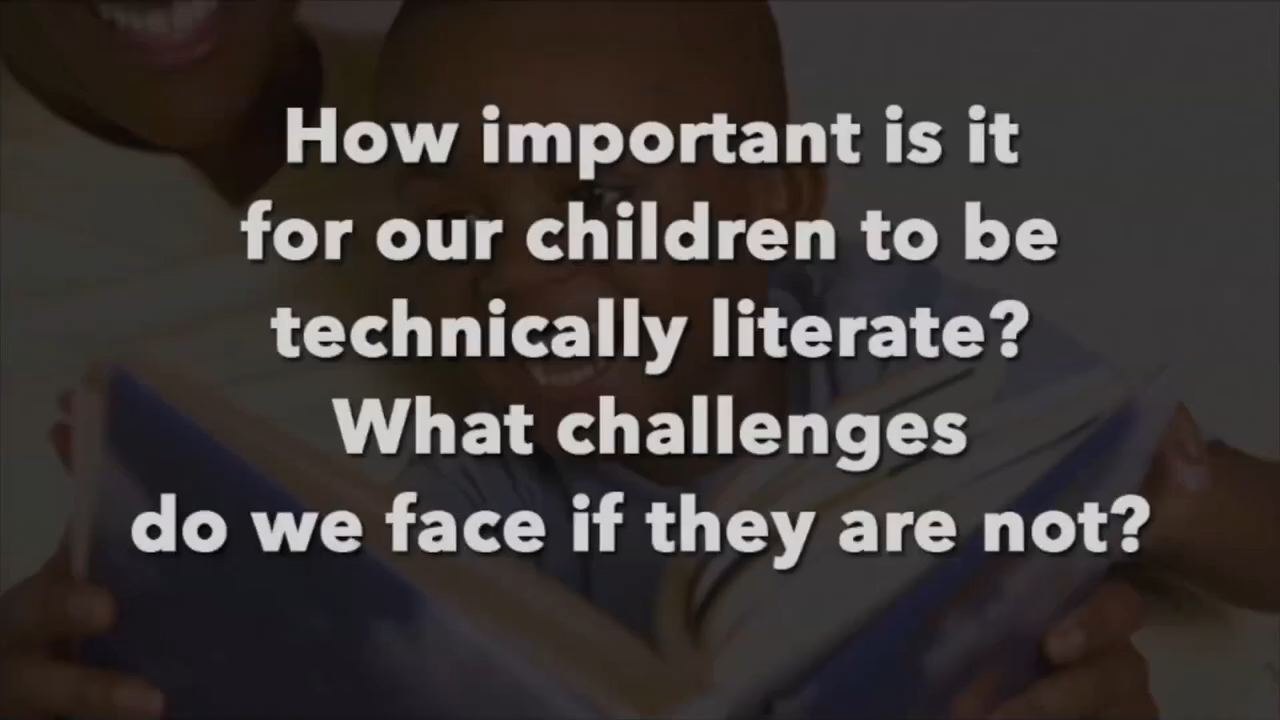 How important is it
for our children to be
technically literate?
What challenges
do we face if they are not?